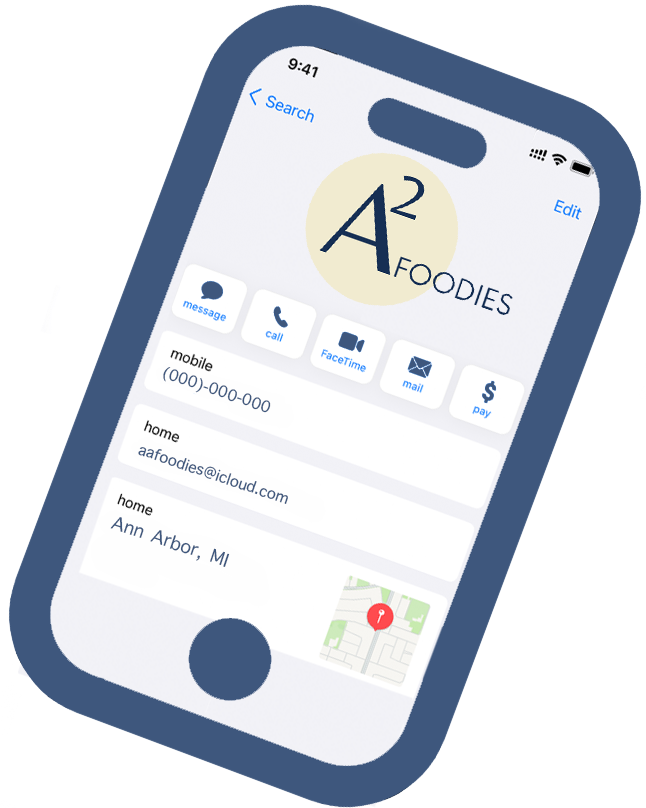 9:41
Search
Edit
A2
FOODIES
message
call
FaceTime
mail
pay
mobile
(000)-000-000
home
aafoodies@icloud.com
home
Ann Arbor, MI